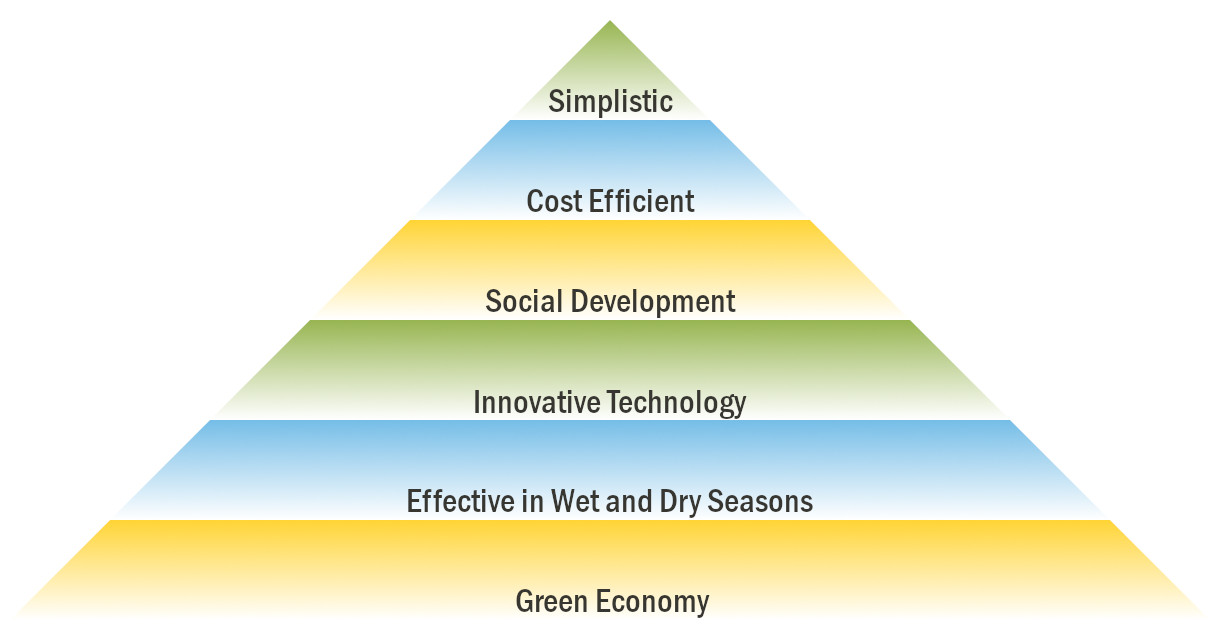 Simplistic
Cost Efficient
Social Development
Innovative Technology
Effective in Wet and Dry Seasons
Green Economy